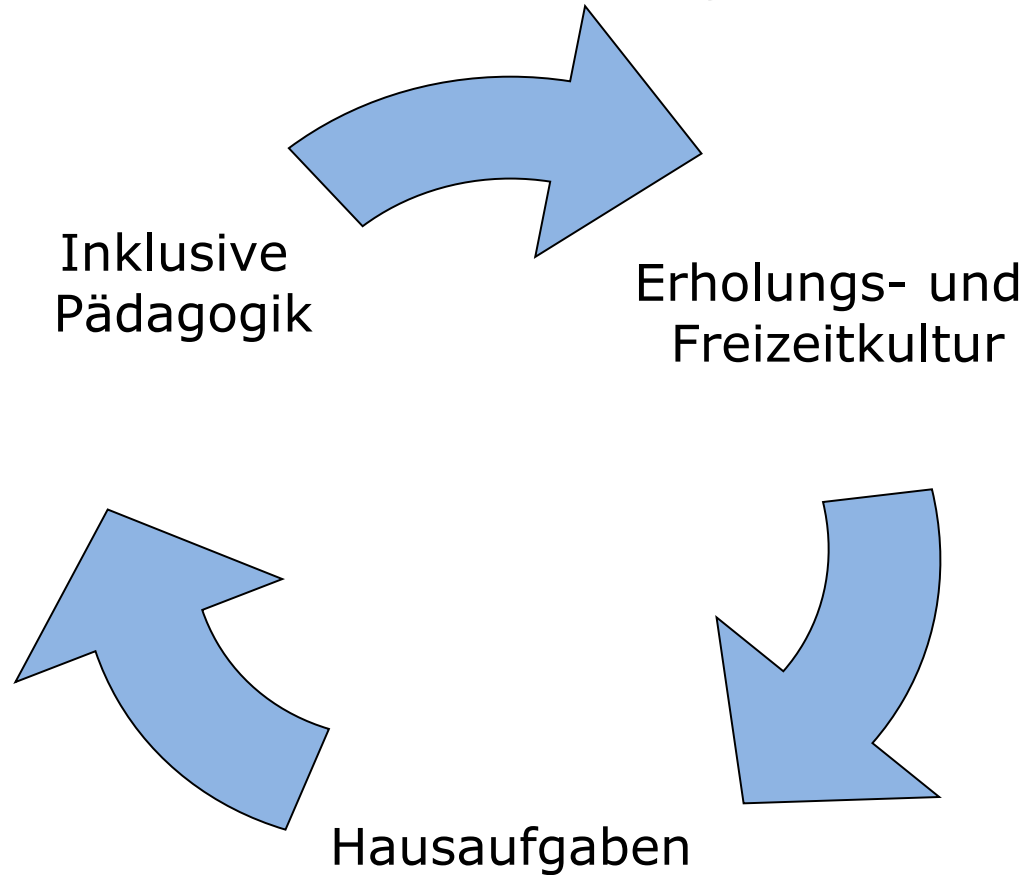 Inklusive
Pädagogik
Erholungs- und
Freizeitkultur
Hausaufgaben